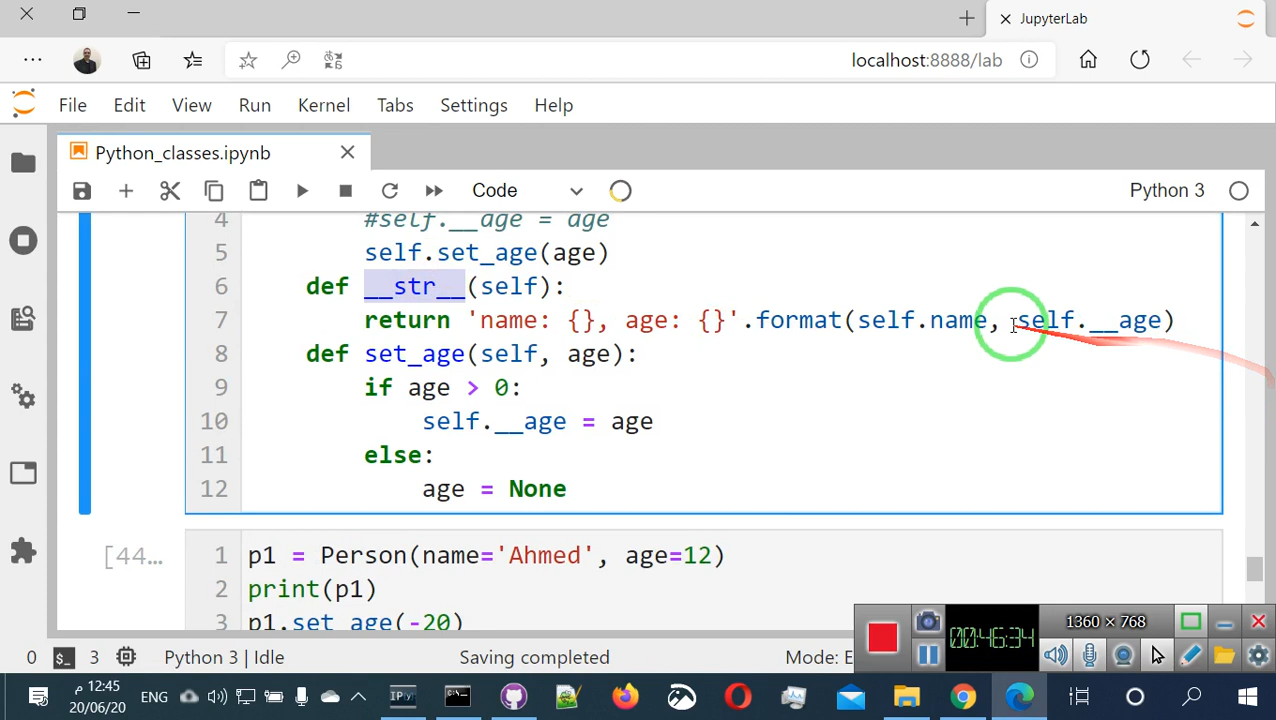 JupyterLab
localhost:8888/lab
File Edit View Run Kernel Tabs Settings Help
Python_classes.ipynb
Code
Python 3
4 #self.__age = age
5 self.set_age(age)
6 def __str__(self):
7 return 'name: {}, age: {}'.format(self.name, self.__age)
8 def set_age(self, age):
9 if age > 0:
10 self.__age = age
11 else:
12 age = None
[44...
1 p1 = Person(name='Ahmed', age=12)
2 print(p1)
3 p1.set_age(-20)
00:46:34
1360 × 768
0 $_ 3 Python 3 | Idle Saving completed Mode: E
12:45 م
20/06/20
ENG
IPy